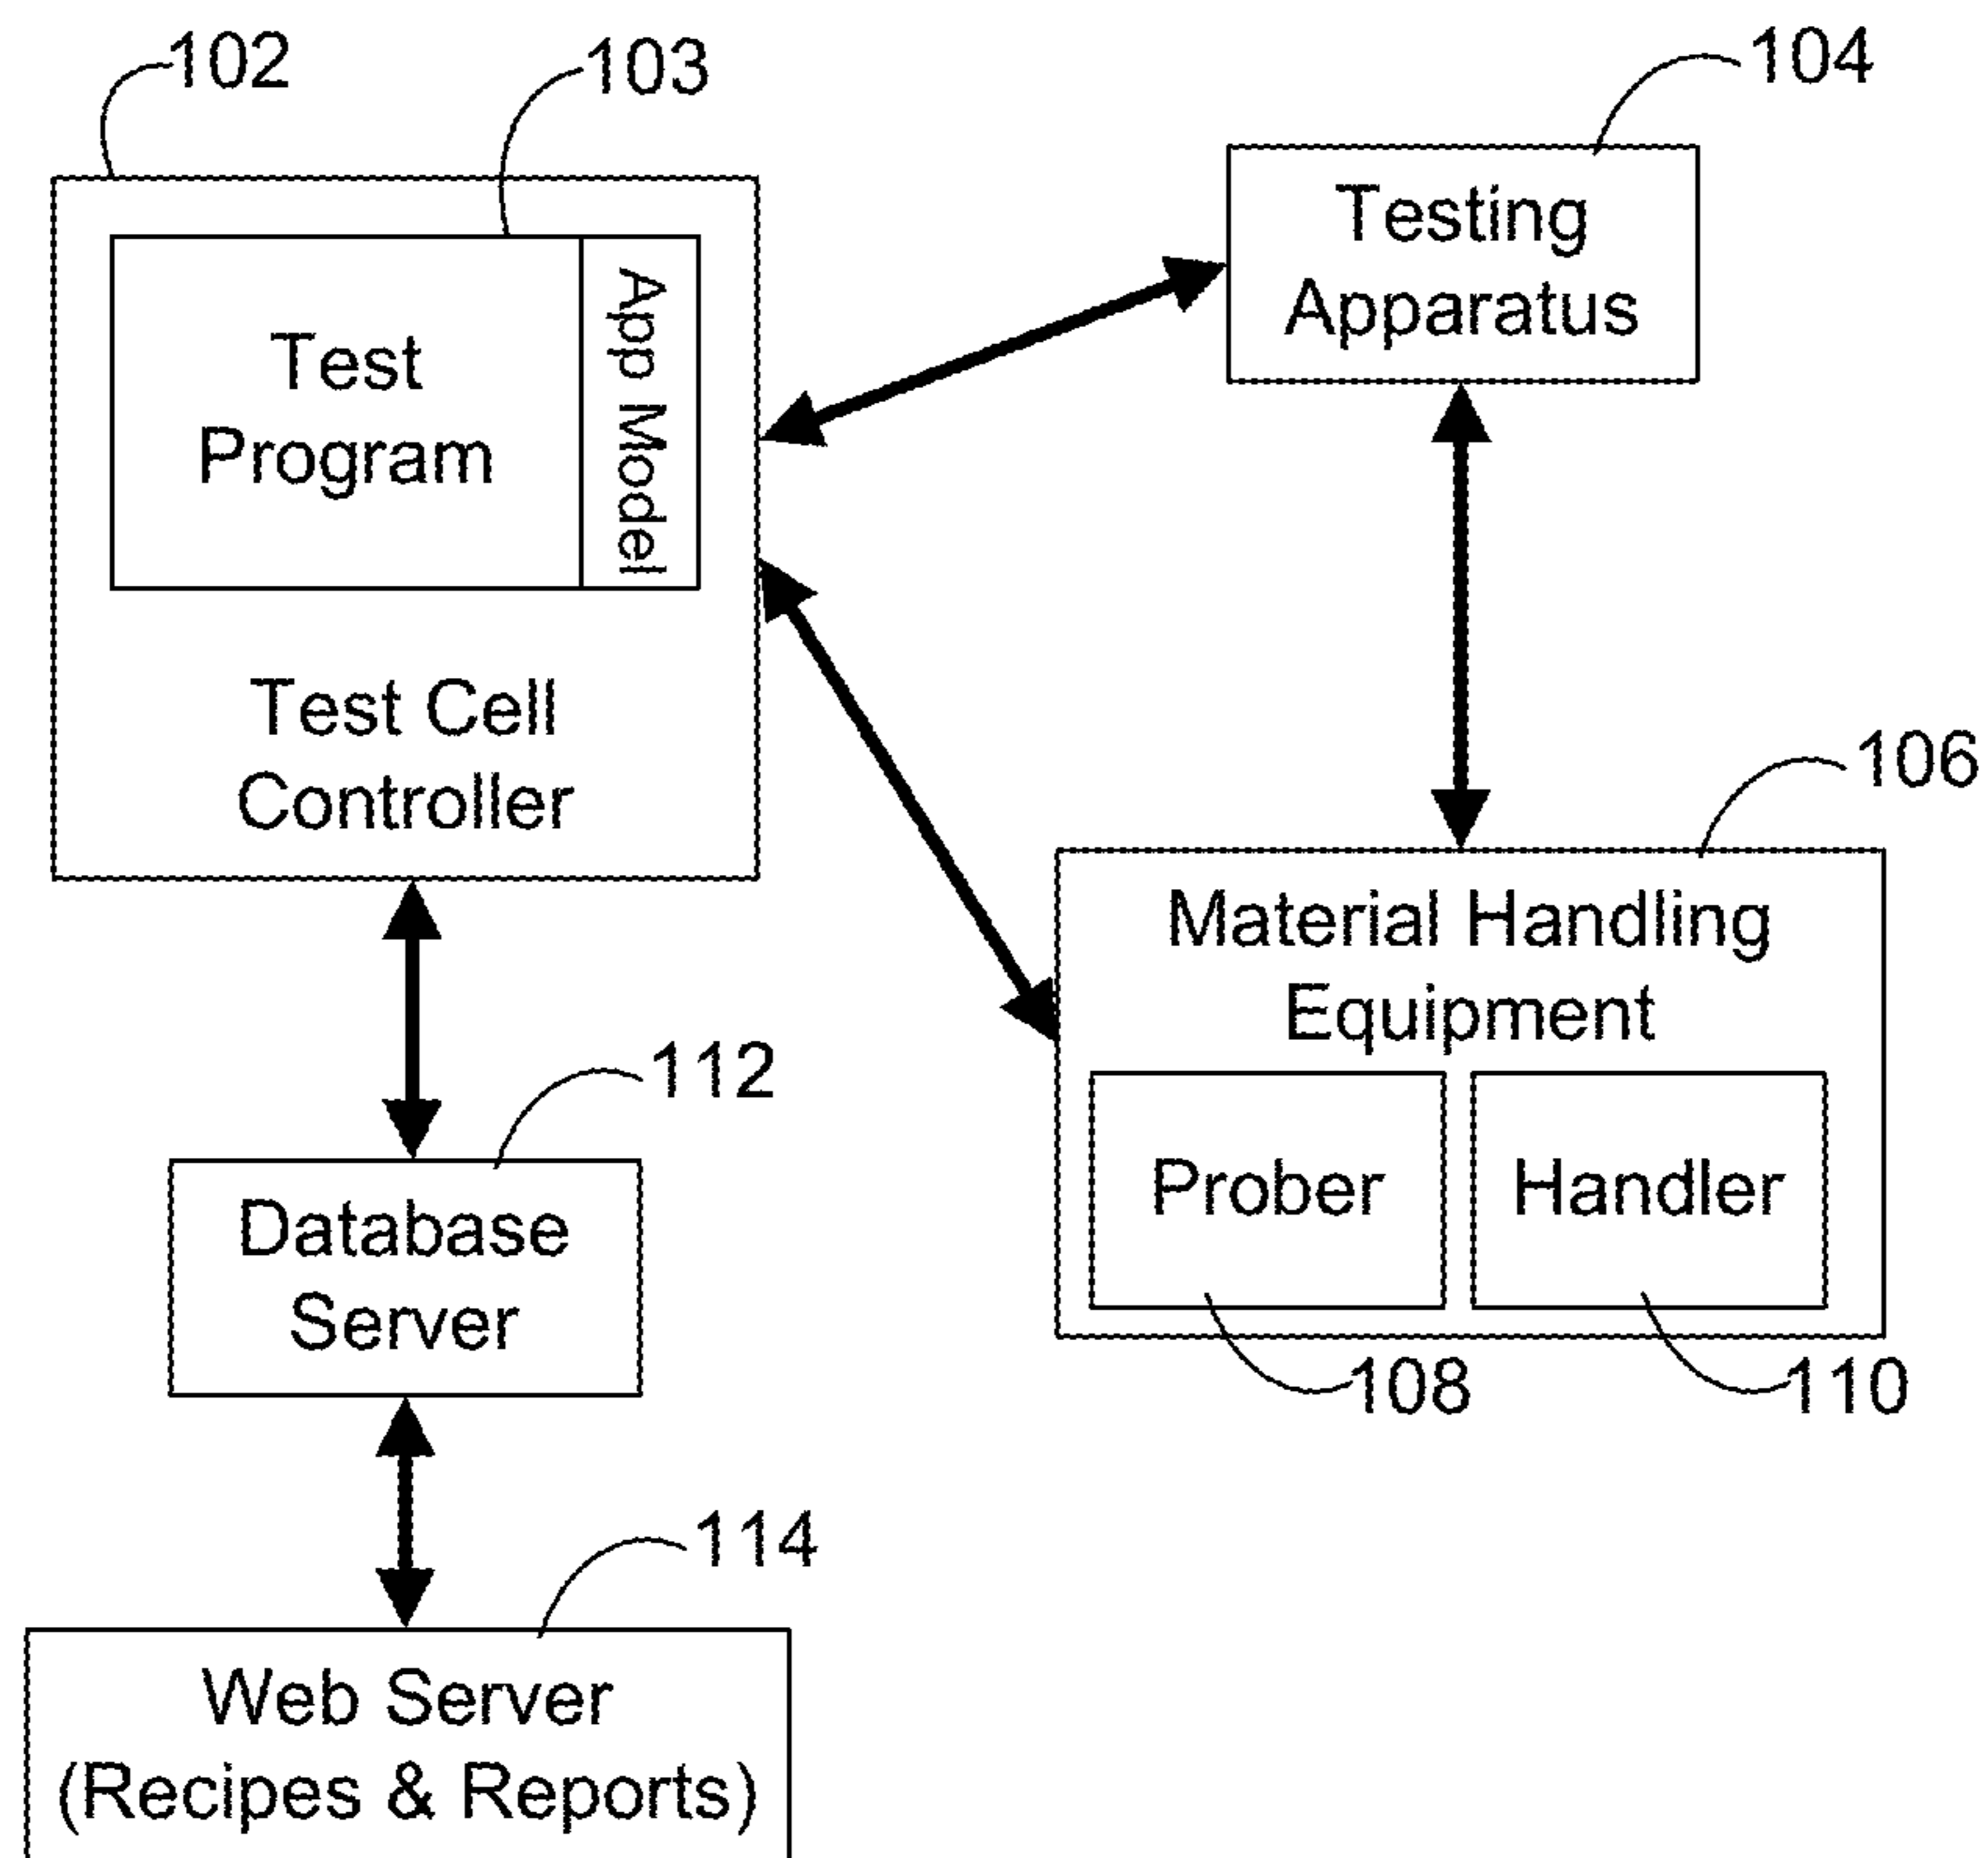 102
103
104
Testing
Apparatus
Test
Program
App Model
Test Cell
Controller
106
Material Handling
Equipment
Prober
Handler
108
110
112
Database
Server
114
Web Server
(Recipes & Reports)